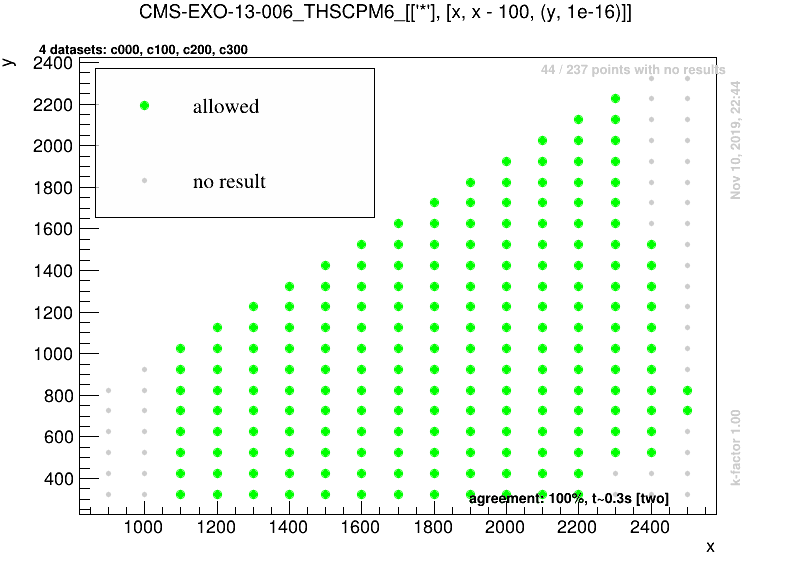 CMS-EXO-13-006_THSCPM6_[['*'], [x, x - 100, (y, 1e-16)]]
4 datasets: c000, c100, c200, c300
y
44 / 237 points with no results
allowed
no result
2400
2200
2000
1800
1600
1400
1200
1000
800
600
400
Nov 10, 2019, 22:44
k-factor 1.00
agreement: 100%, t~0.3s [two]
1000 1200 1400 1600 1800 2000 2200 2400
x